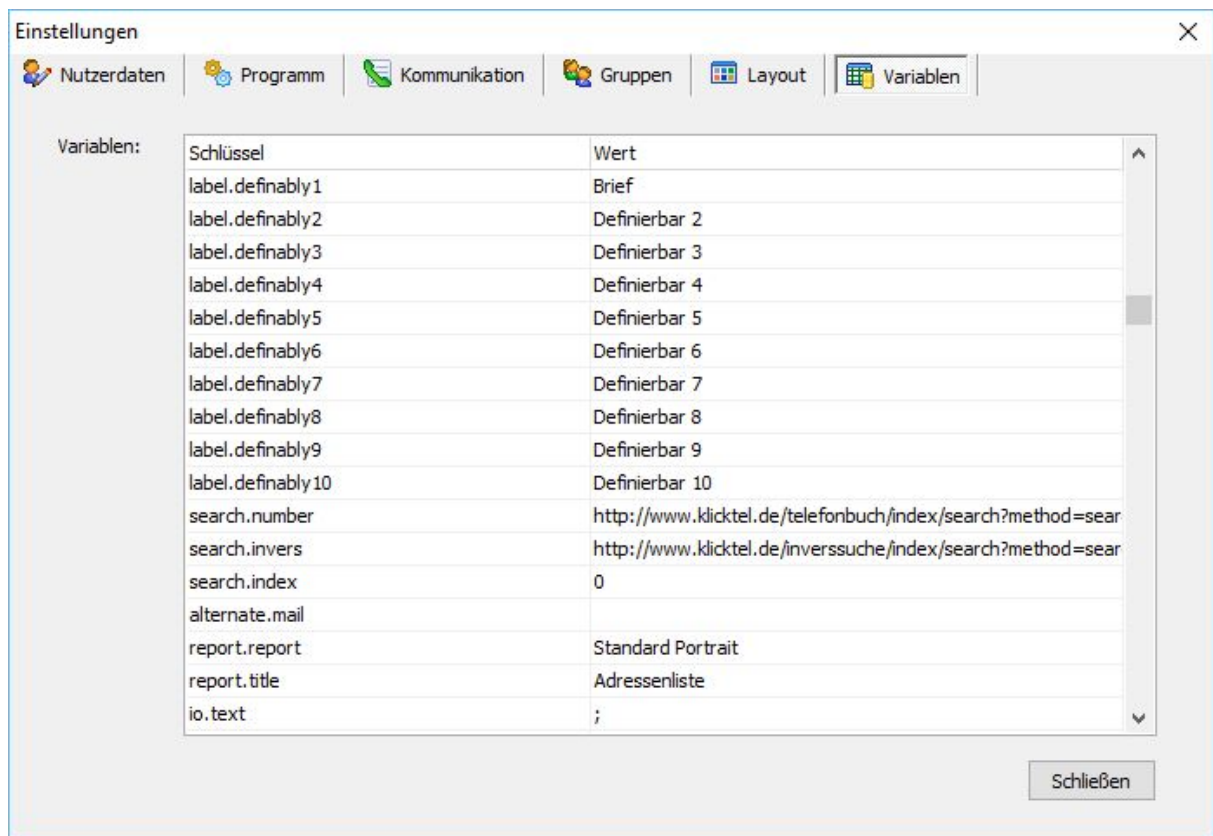 Einstellungen
Nutzerdaten Programm Kommunikation Gruppen Layout Variablen
Variablen:
Schlüssel Wert
label.definably1 Brief
label.definably2 Definierbar 2
label.definably3 Definierbar 3
label.definably4 Definierbar 4
label.definably5 Definierbar 5
label.definably6 Definierbar 6
label.definably7 Definierbar 7
label.definably8 Definierbar 8
label.definably9 Definierbar 9
label.definably10 Definierbar 10
search.number http://www.klicktel.de/telefonbuch/index/search?method=sear
search.invers http://www.klicktel.de/inverssuche/index/search?method=sear
search.index 0
alternate.mail
report.report Standard Portrait
report.title Adressenliste
io.text ;
Schließen